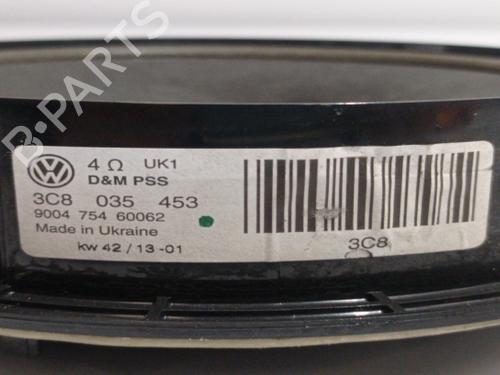 B-PARTS
4 Ω UK1
D&M PSS
3C8 035 453
9004 754 60062
Made in Ukraine
kw 42 / 13 -01
3C8